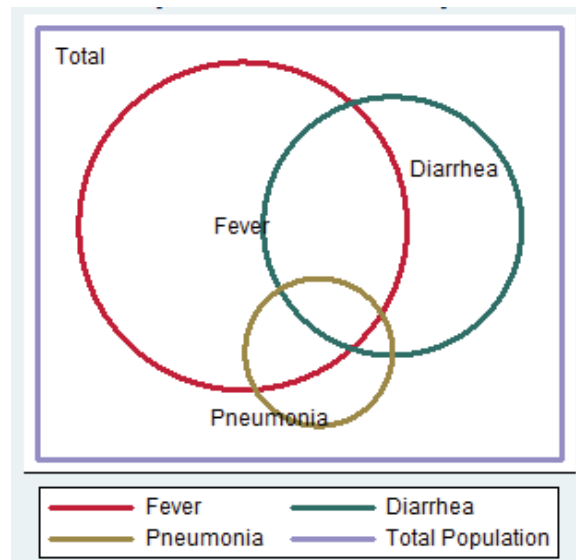 Total
Diarrhea
Fever
Pneumonia
Fever Diarrhea
Pneumonia Total Population